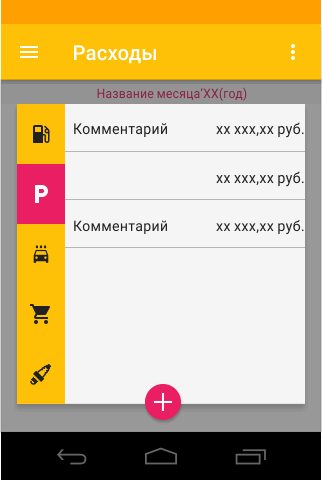 Расходы
Название месяца'XX(год)
Комментарий xx xxx,xx руб.
P xx xxx,xx руб.
Комментарий xx xxx,xx руб.